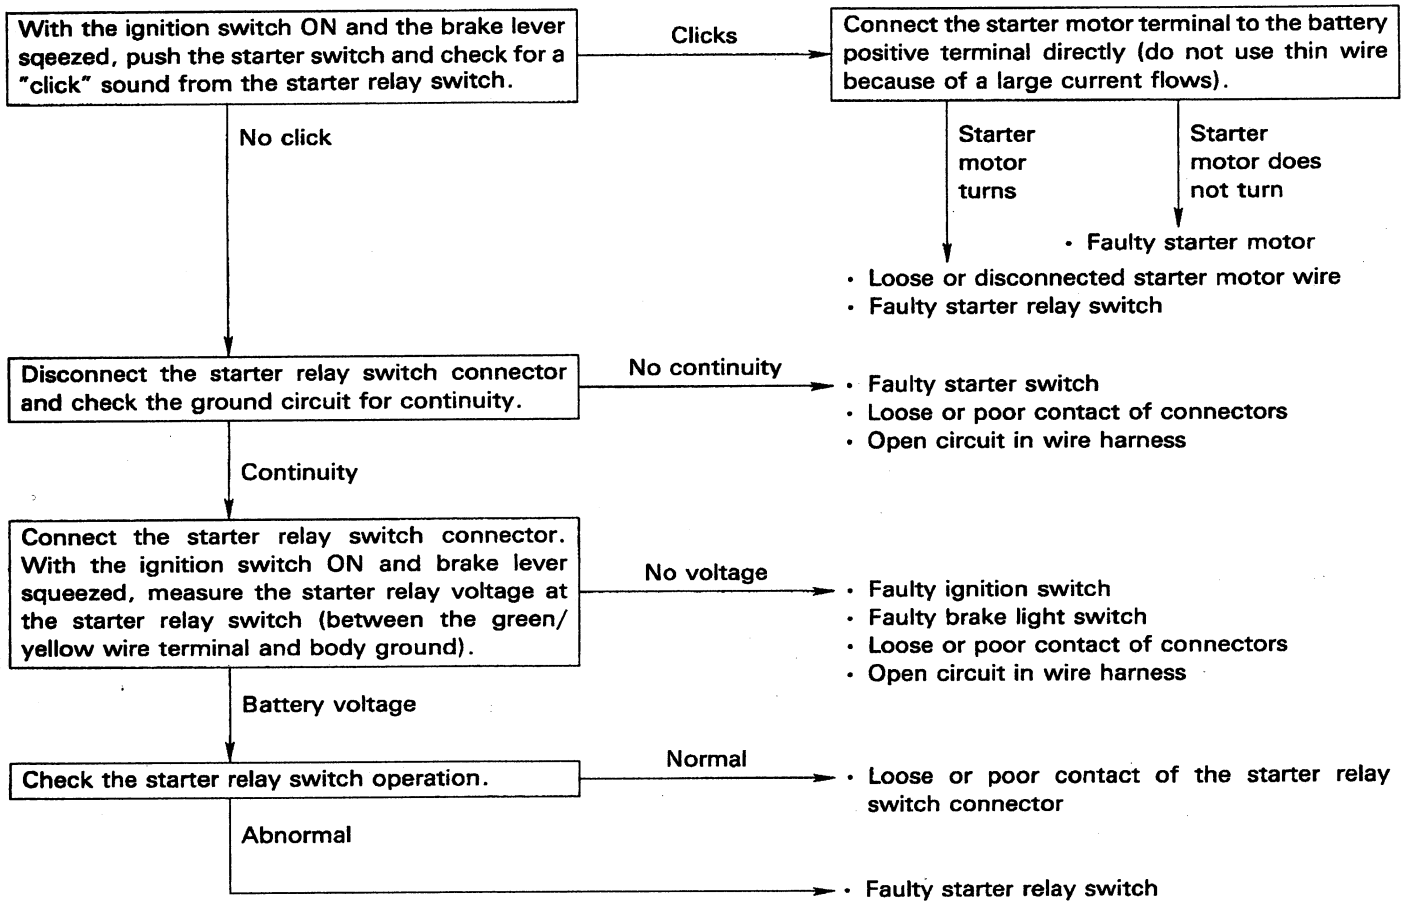 With the ignition switch ON and the brake lever
sqeezed, push the starter switch and check for a
"click" sound from the starter relay switch.
Clicks
Connect the starter motor terminal to the battery
positive terminal directly (do not use thin wire
because of a large current flows).
No click
Starter
motor
turns
Starter
motor does
not turn
· Faulty starter motor
· Loose or disconnected starter motor wire
· Faulty starter relay switch
Disconnect the starter relay switch connector
and check the ground circuit for continuity.
No continuity
· Faulty starter switch
· Loose or poor contact of connectors
· Open circuit in wire harness
Continuity
Connect the starter relay switch connector.
With the ignition switch ON and brake lever
squeezed, measure the starter relay voltage at
the starter relay switch (between the green/
yellow wire terminal and body ground).
No voltage
· Faulty ignition switch
· Faulty brake light switch
· Loose or poor contact of connectors
· Open circuit in wire harness
Battery voltage
Check the starter relay switch operation.
Normal
· Loose or poor contact of the starter relay
switch connector
Abnormal
· Faulty starter relay switch